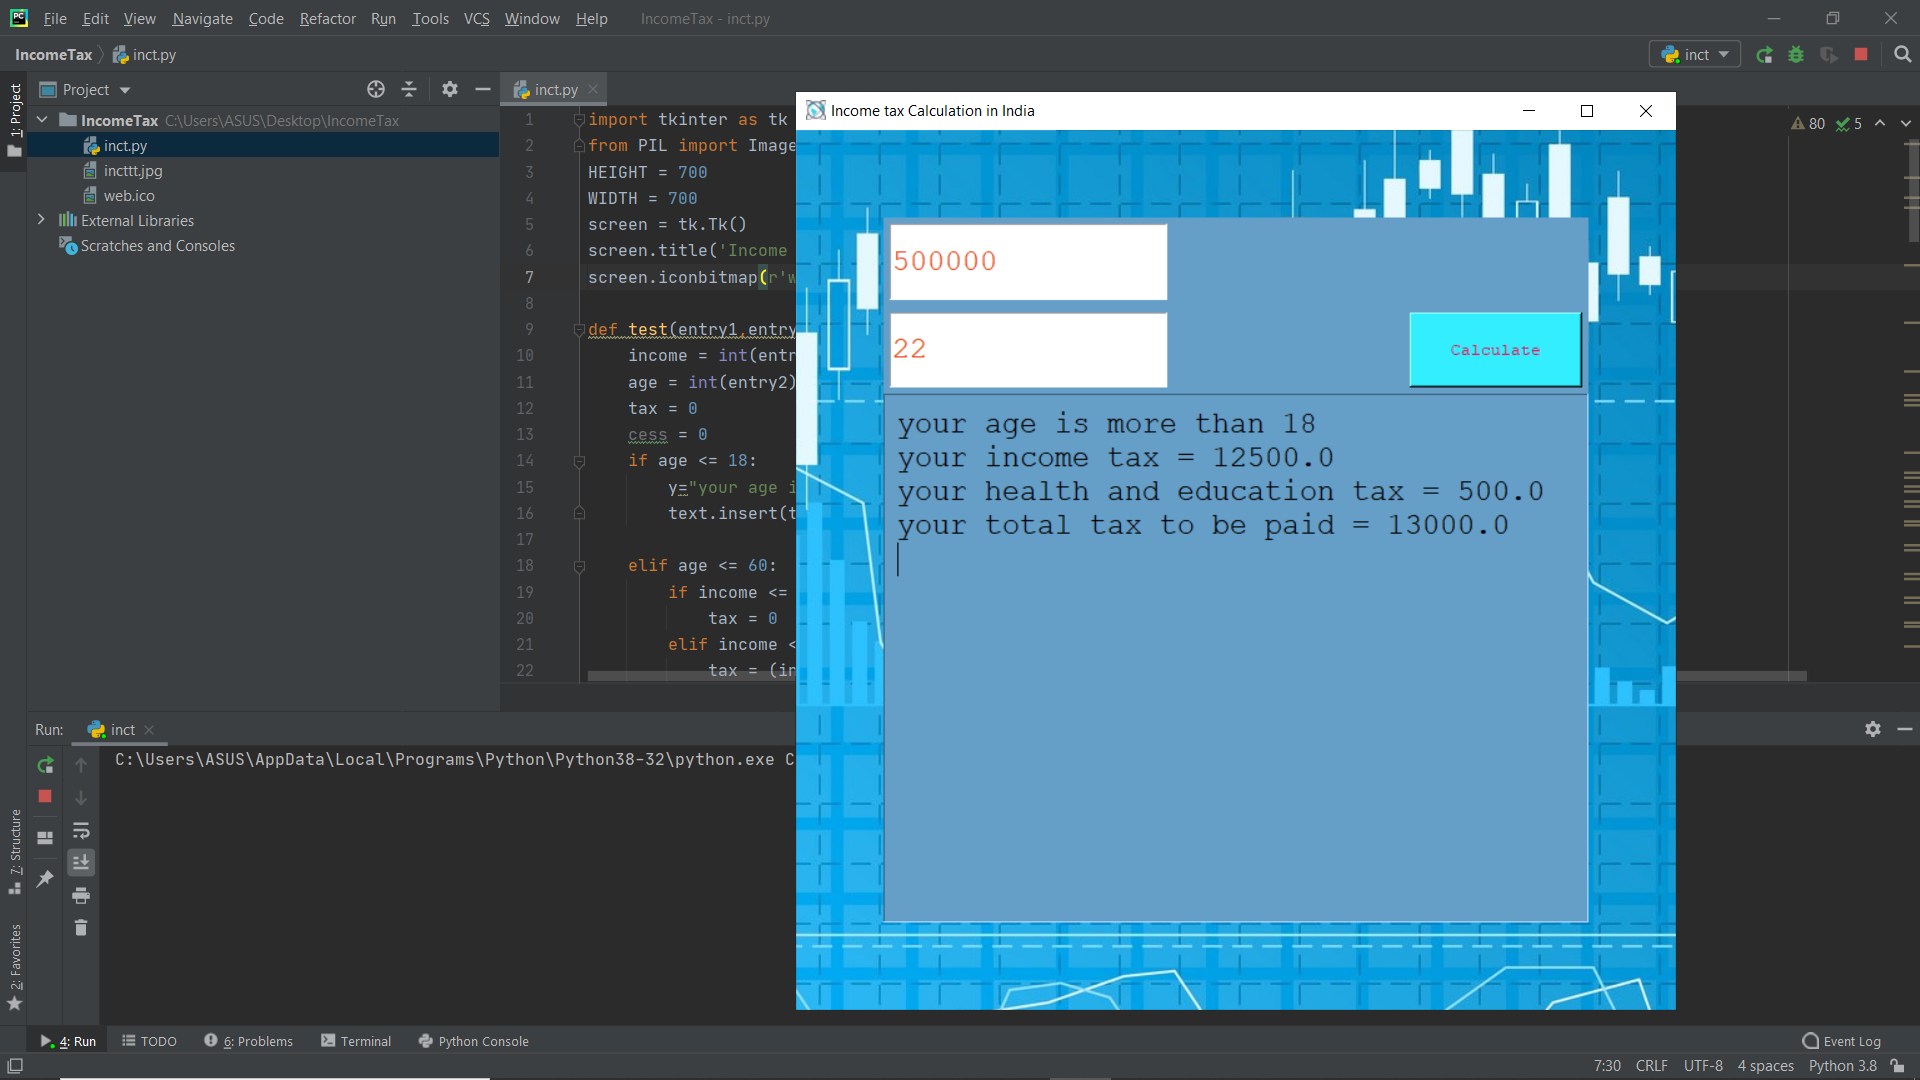 File Edit View Navigate Code Refactor Run Tools VCS Window Help IncomeTax - inct.py
IncomeTax inct.py
inct
1: Project
Project
inct.py
IncomeTax C:\Users\ASUS\Desktop\IncomeTax
inct.py
incttt.jpg
web.ico
External Libraries
Scratches and Consoles
1 import tkinter as tk
2 from PIL import Image
3 HEIGHT = 700
4 WIDTH = 700
5 screen = tk.Tk()
6 screen.title('Income
7 screen.iconbitmap(r'w
8
9 def test(entry1,entry
10 income = int(entr
11 age = int(entry2)
12 tax = 0
13 cess = 0
14 if age <= 18:
15 y="your age i
16 text.insert(t
17
18 elif age <= 60:
19 if income <=
20 tax = 0
21 elif income <
22 tax = (in
80 5
Income tax Calculation in India
500000
22
Calculate
your age is more than 18
your income tax = 12500.0
your health and education tax = 500.0
your total tax to be paid = 13000.0
Run: inct
C:\Users\ASUS\AppData\Local\Programs\Python\Python38-32\python.exe C
7: Structure
2: Favorites
4: Run TODO 6: Problems Terminal Python Console Event Log
7:30 CRLF UTF-8 4 spaces Python 3.8